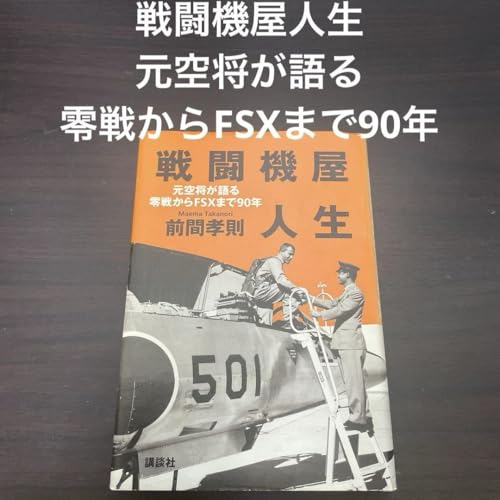 戦闘機屋人生
元空将が語る
零戦からFSXまで90年
戦闘機屋
元空将が語る
零戦からFSXまで90年
Maema Takanori
前間孝則
人生
501
講談社